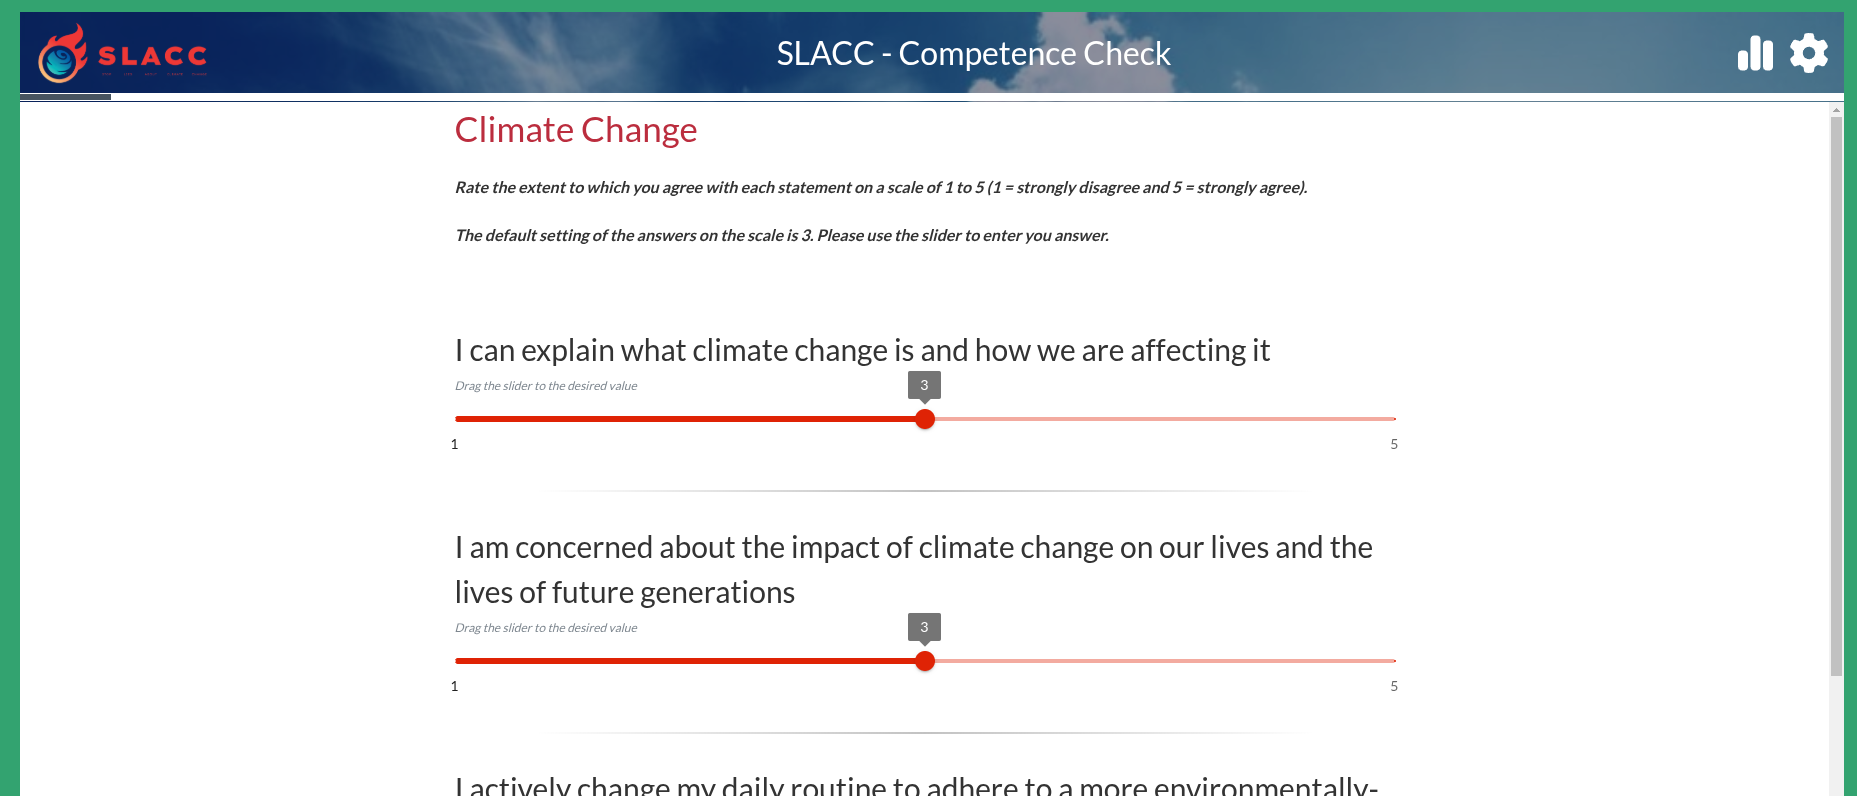 SLACC
SLACC - Competence Check
Climate Change
Rate the extent to which you agree with each statement on a scale of 1 to 5 (1 = strongly disagree and 5 = strongly agree).
The default setting of the answers on the scale is 3. Please use the slider to enter you answer.
I can explain what climate change is and how we are affecting it
Drag the slider to the desired value
3
1
5
I am concerned about the impact of climate change on our lives and the
lives of future generations
Drag the slider to the desired value
3
1
5
I actively change my daily routine to adhere to a more environmentally-